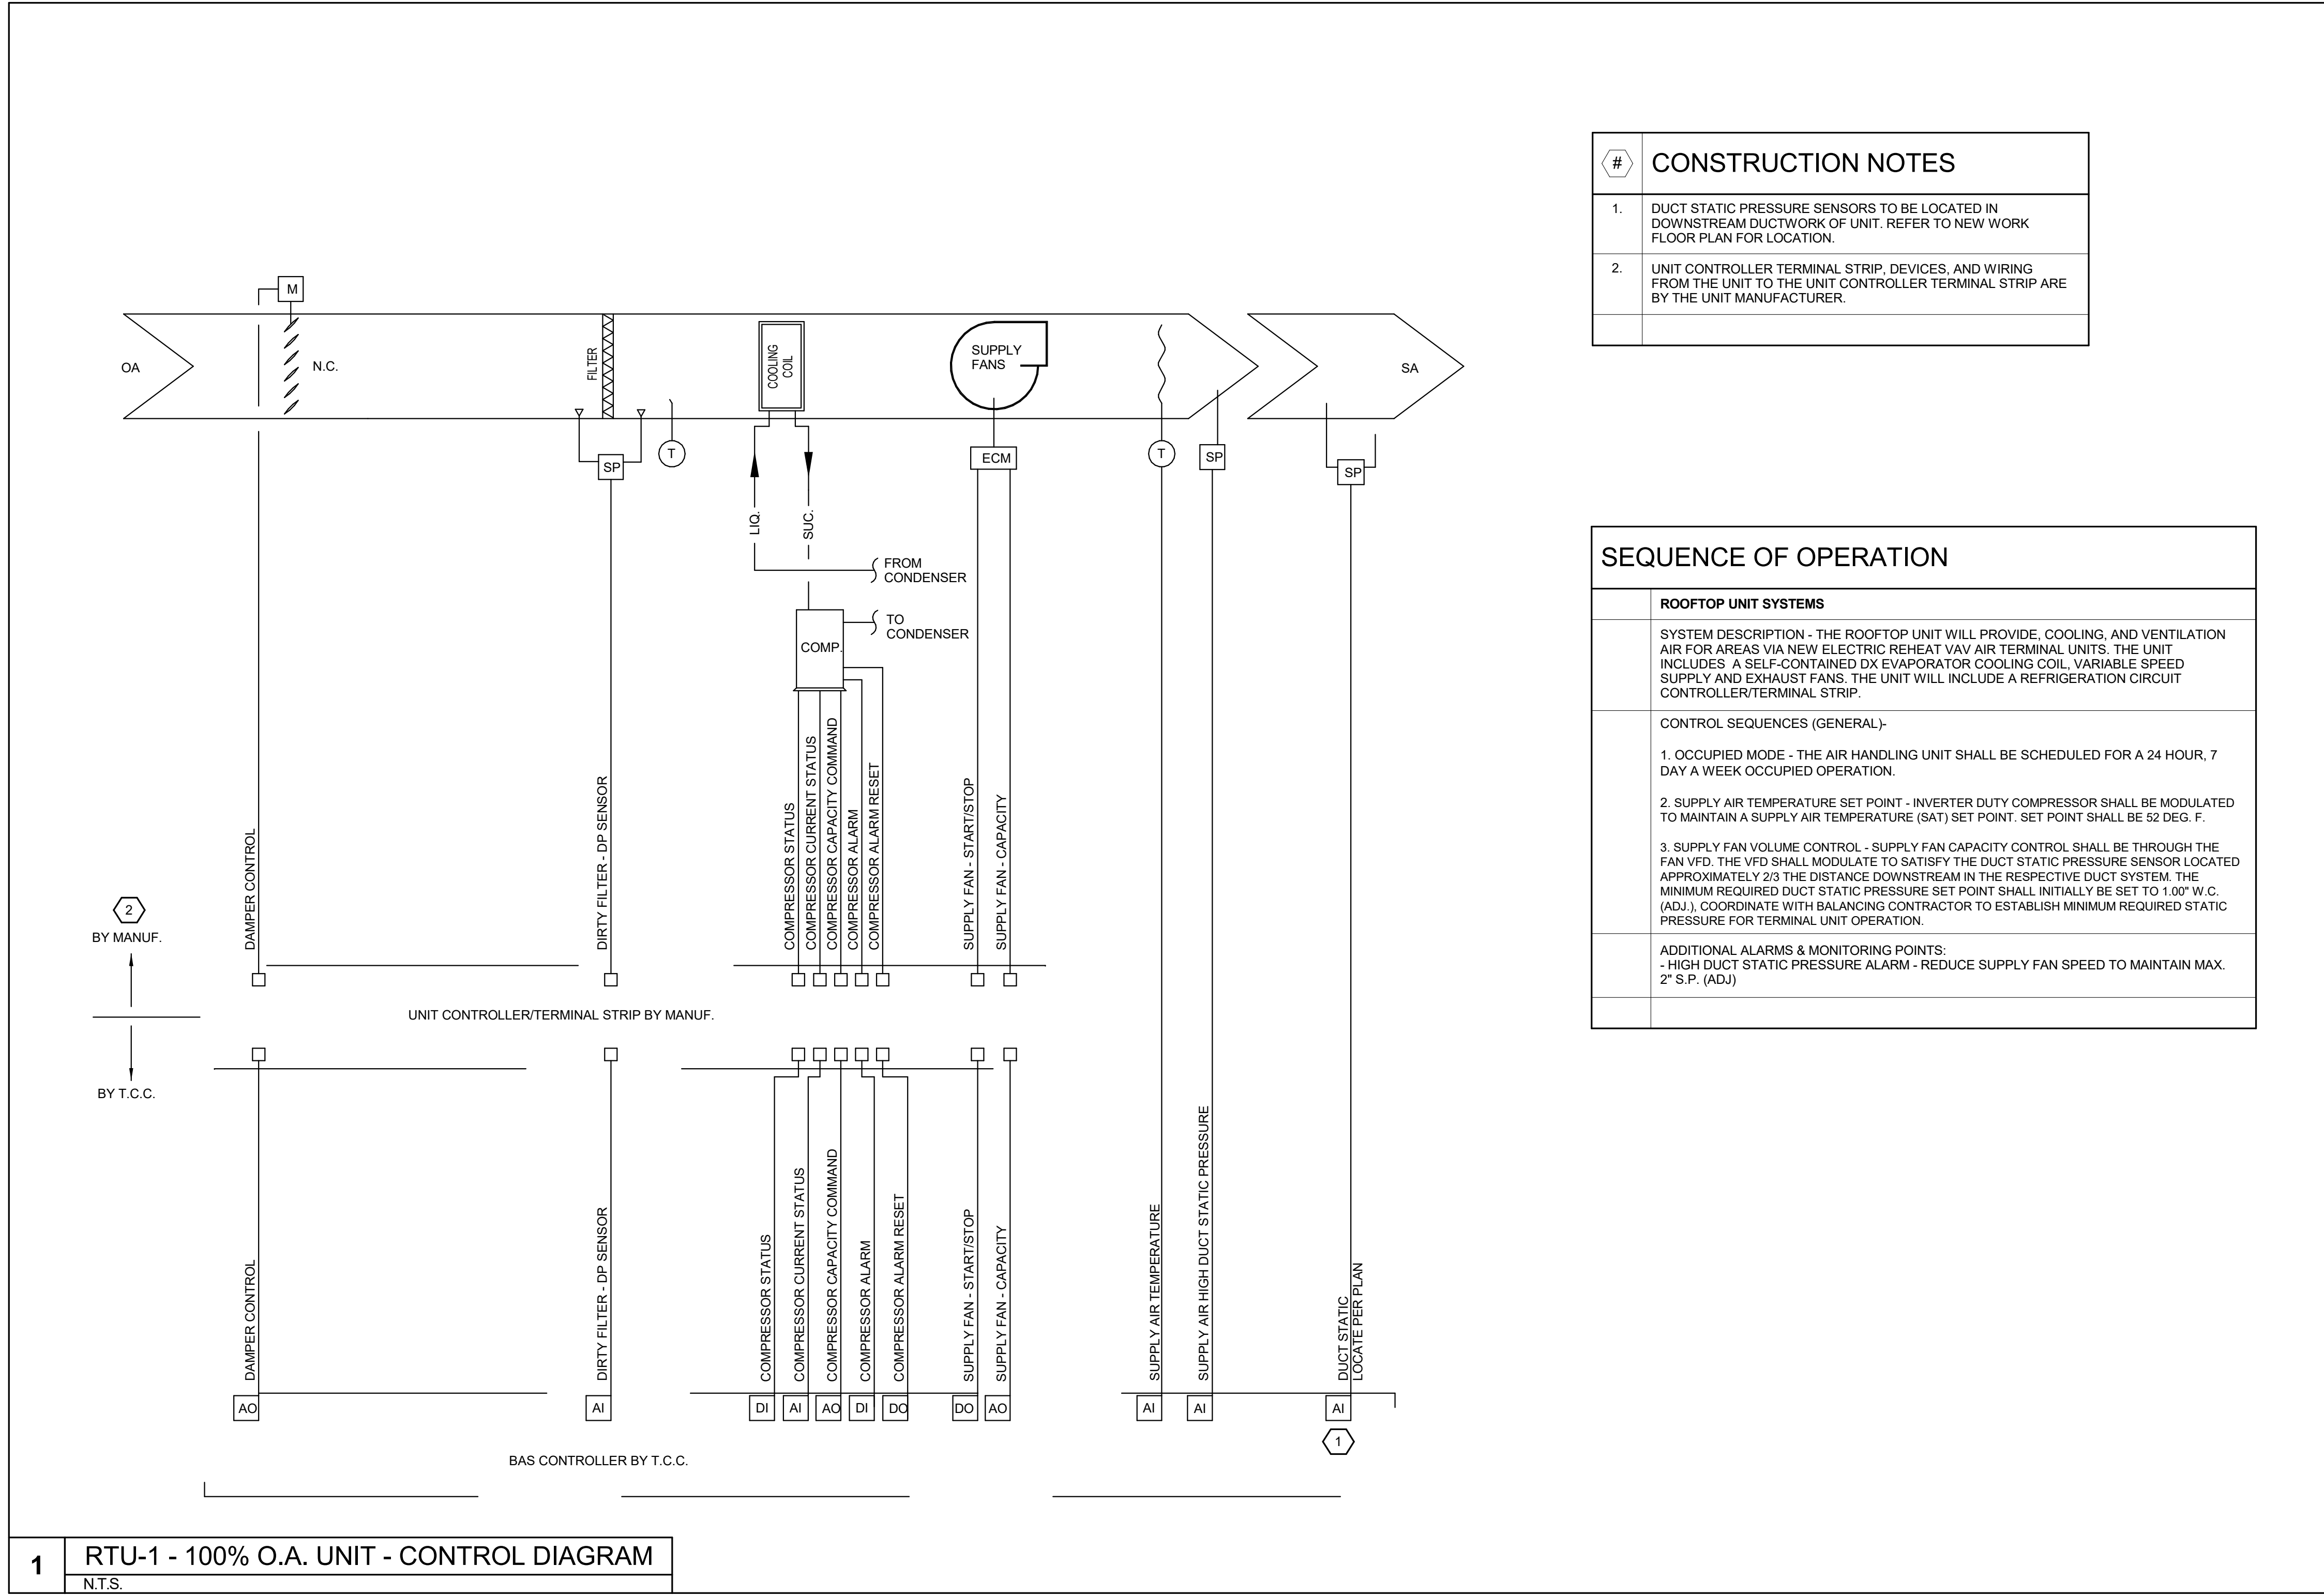 #
CONSTRUCTION NOTES
1.
DUCT STATIC PRESSURE SENSORS TO BE LOCATED IN
DOWNSTREAM DUCTWORK OF UNIT. REFER TO NEW WORK
FLOOR PLAN FOR LOCATION.
2.
UNIT CONTROLLER TERMINAL STRIP, DEVICES, AND WIRING
FROM THE UNIT TO THE UNIT CONTROLLER TERMINAL STRIP ARE
BY THE UNIT MANUFACTURER.
M
OA
N.C.
FILTER
COOLING
COIL
SUPPLY
FANS
SA
SP
T
ECM
T
SP
SP
LIQ.
SUC.
FROM
CONDENSER
TO
CONDENSER
COMP.
DAMPER CONTROL
DIRTY FILTER - DP SENSOR
COMPRESSOR STATUS
COMPRESSOR CURRENT STATUS
COMPRESSOR CAPACITY COMMAND
COMPRESSOR ALARM
COMPRESSOR ALARM RESET
SUPPLY FAN - START/STOP
SUPPLY FAN - CAPACITY
2
BY MANUF.
UNIT CONTROLLER/TERMINAL STRIP BY MANUF.
BY T.C.C.
DAMPER CONTROL
DIRTY FILTER - DP SENSOR
COMPRESSOR STATUS
COMPRESSOR CURRENT STATUS
COMPRESSOR CAPACITY COMMAND
COMPRESSOR ALARM
COMPRESSOR ALARM RESET
SUPPLY FAN - START/STOP
SUPPLY FAN - CAPACITY
SUPPLY AIR TEMPERATURE
SUPPLY AIR HIGH DUCT STATIC PRESSURE
DUCT STATIC
LOCATE PER PLAN
AO
AI
DI
AI
AO
DI
DO
DO
AO
AI
AI
AI
1
BAS CONTROLLER BY T.C.C.
SEQUENCE OF OPERATION
ROOFTOP UNIT SYSTEMS
SYSTEM DESCRIPTION - THE ROOFTOP UNIT WILL PROVIDE, COOLING, AND VENTILATION
AIR FOR AREAS VIA NEW ELECTRIC REHEAT VAV AIR TERMINAL UNITS. THE UNIT
INCLUDES A SELF-CONTAINED DX EVAPORATOR COOLING COIL, VARIABLE SPEED
SUPPLY AND EXHAUST FANS. THE UNIT WILL INCLUDE A REFRIGERATION CIRCUIT
CONTROLLER/TERMINAL STRIP.
CONTROL SEQUENCES (GENERAL)-
1. OCCUPIED MODE - THE AIR HANDLING UNIT SHALL BE SCHEDULED FOR A 24 HOUR, 7
DAY A WEEK OCCUPIED OPERATION.
2. SUPPLY AIR TEMPERATURE SET POINT - INVERTER DUTY COMPRESSOR SHALL BE MODULATED
TO MAINTAIN A SUPPLY AIR TEMPERATURE (SAT) SET POINT. SET POINT SHALL BE 52 DEG. F.
3. SUPPLY FAN VOLUME CONTROL - SUPPLY FAN CAPACITY CONTROL SHALL BE THROUGH THE
FAN VFD. THE VFD SHALL MODULATE TO SATISFY THE DUCT STATIC PRESSURE SENSOR LOCATED
APPROXIMATELY 2/3 THE DISTANCE DOWNSTREAM IN THE RESPECTIVE DUCT SYSTEM. THE
MINIMUM REQUIRED DUCT STATIC PRESSURE SET POINT SHALL INITIALLY BE SET TO 1.00" W.C.
(ADJ.), COORDINATE WITH BALANCING CONTRACTOR TO ESTABLISH MINIMUM REQUIRED STATIC
PRESSURE FOR TERMINAL UNIT OPERATION.
ADDITIONAL ALARMS & MONITORING POINTS:
- HIGH DUCT STATIC PRESSURE ALARM - REDUCE SUPPLY FAN SPEED TO MAINTAIN MAX.
2" S.P. (ADJ)
1
RTU-1 - 100% O.A. UNIT - CONTROL DIAGRAM
N.T.S.